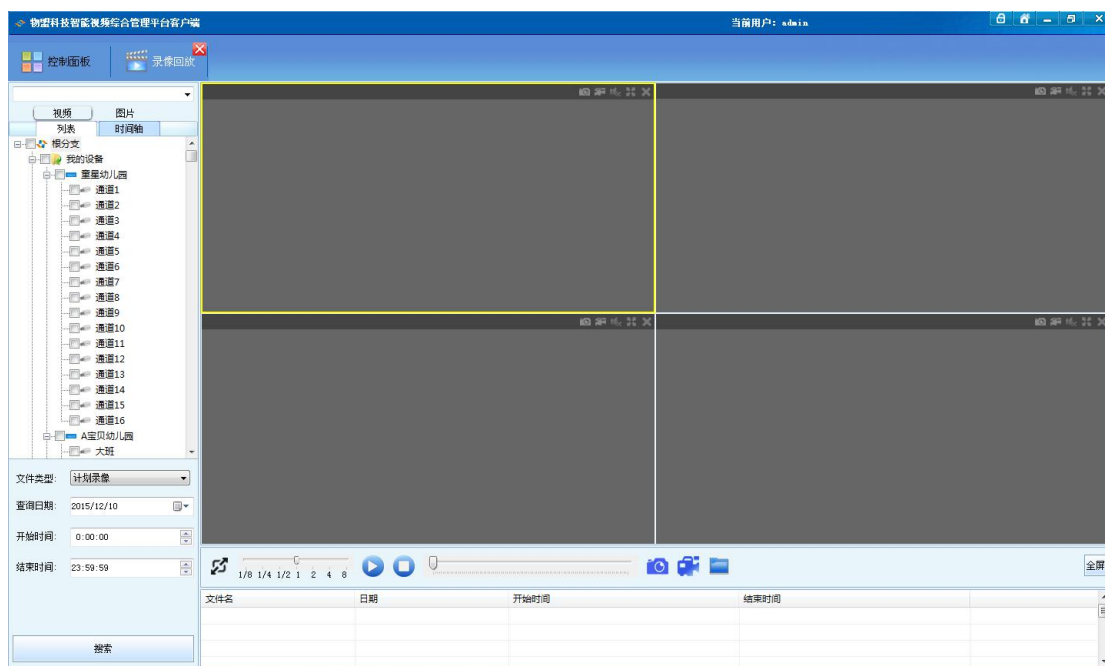 物盟科技智能视频综合管理平台客户端 当前用户：admin
控制面板 录像回放
视频 图片
列表 时间轴
根分支
我的设备
童星幼儿园
通道1
通道2
通道3
通道4
通道5
通道6
通道7
通道8
通道9
通道10
通道11
通道12
通道13
通道14
通道15
通道16
A宝贝幼儿园
大班
文件类型: 计划录像
查询日期: 2015/12/10
开始时间: 0:00:00
结束时间: 23:59:59
搜索
1/8 1/4 1/2 1 2 4 8
全屏
文件名 日期 开始时间 结束时间